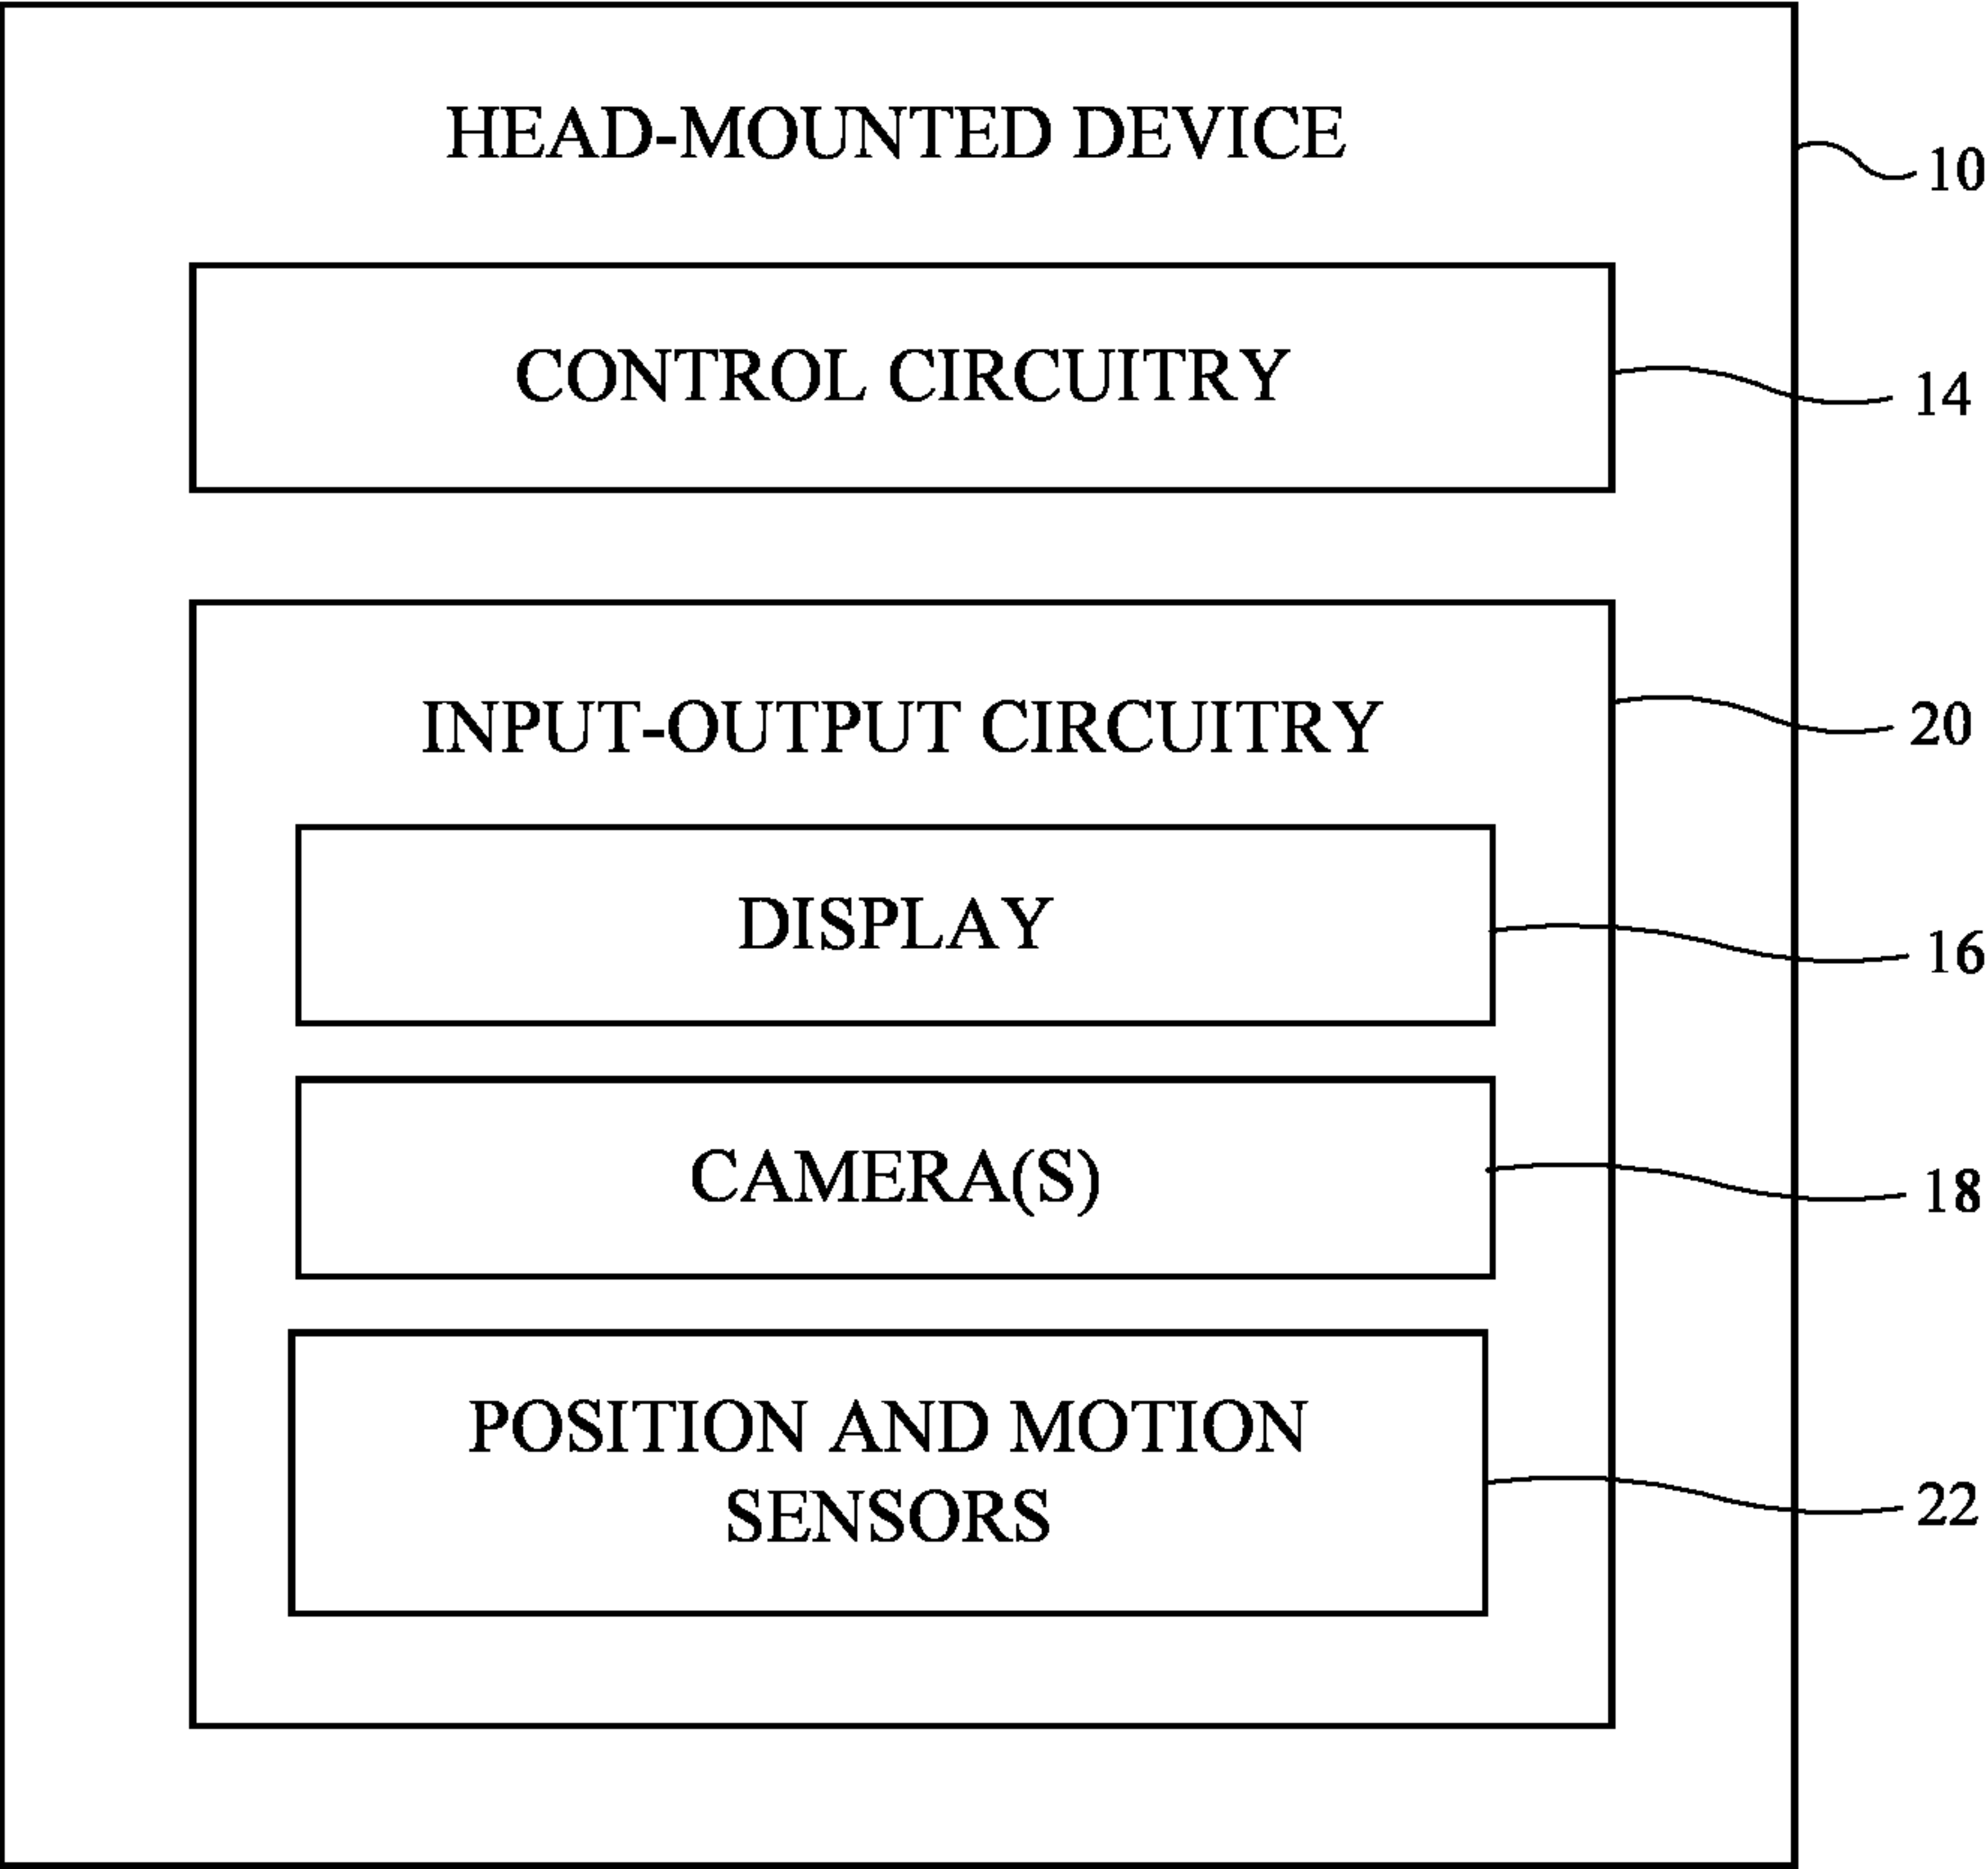 HEAD-MOUNTED DEVICE
10
CONTROL CIRCUITRY
14
INPUT-OUTPUT CIRCUITRY
20
DISPLAY
16
CAMERA(S)
18
POSITION AND MOTION
SENSORS
22